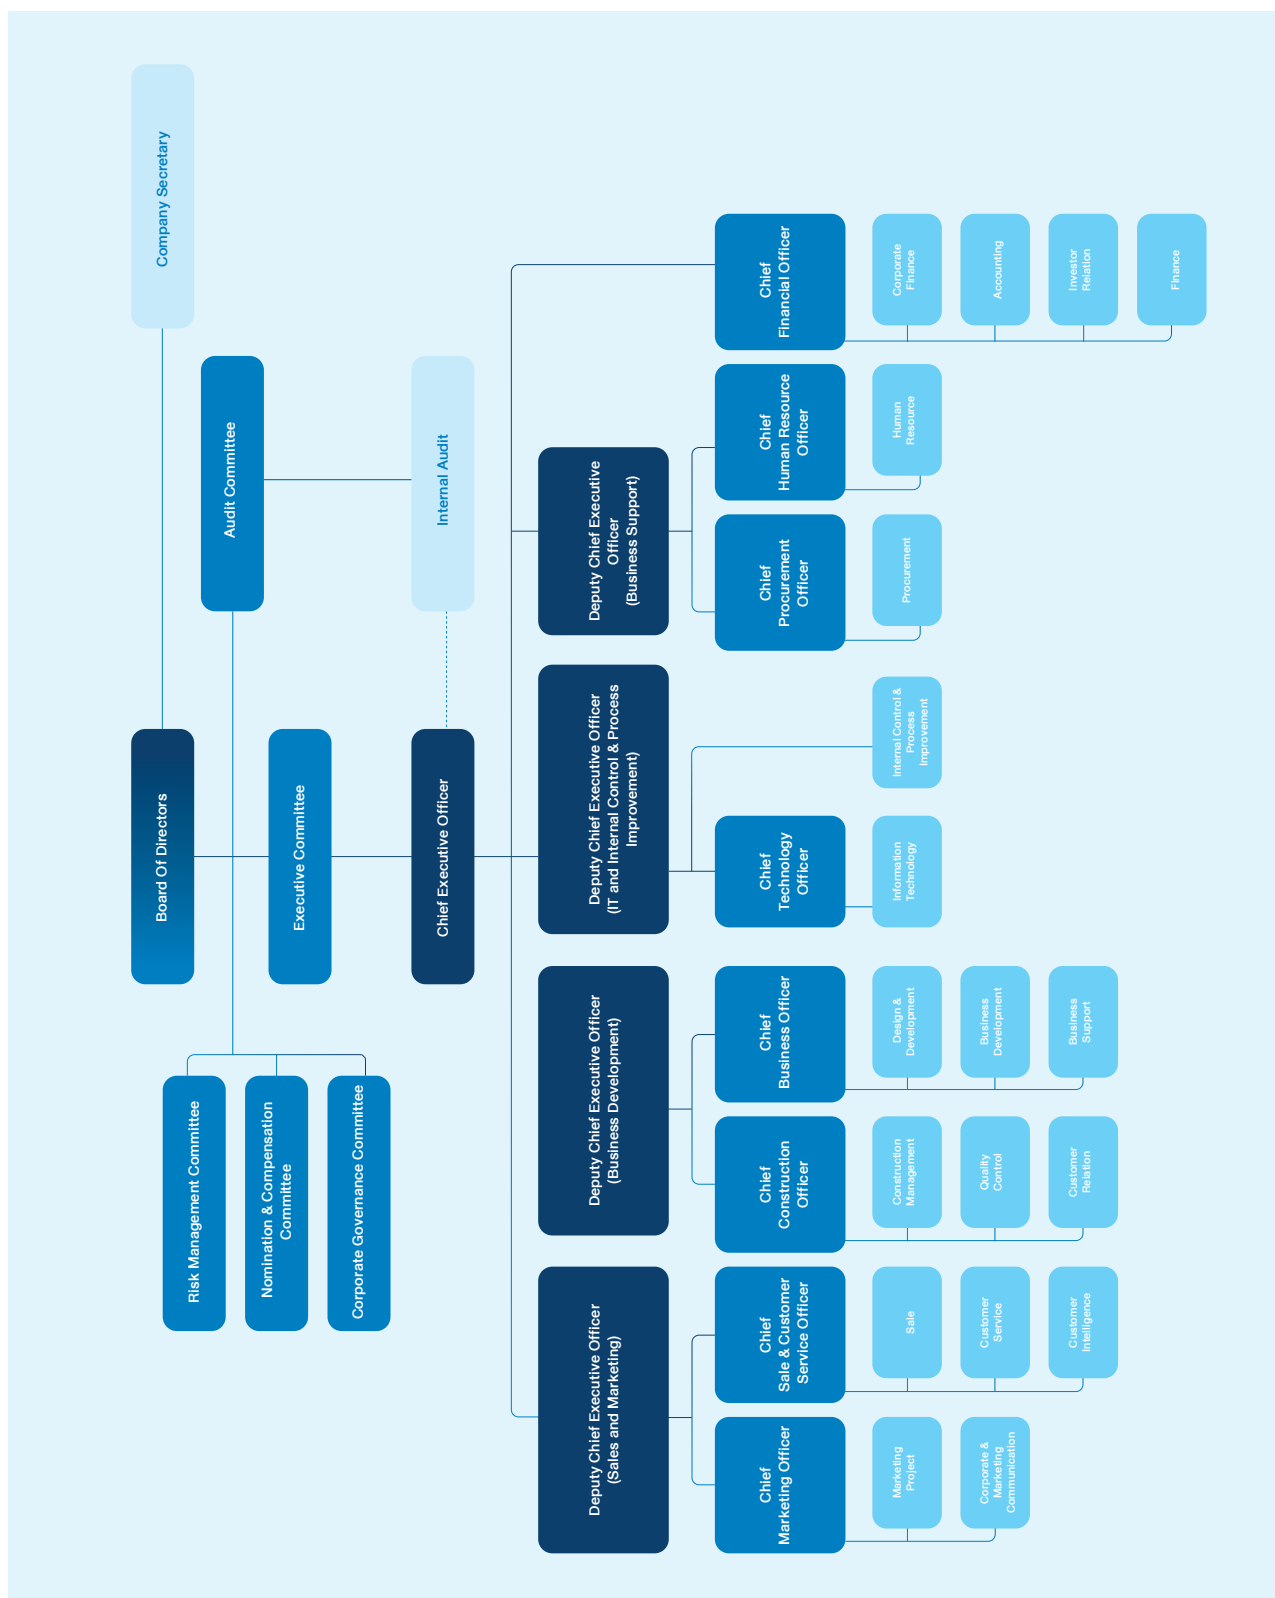 Board Of Directors
Company Secretary
Audit Committee
Risk Management Committee
Nomination & Compensation
Committee
Corporate Governance Committee
Executive Committee
Chief Executive Officer
Internal Audit
Deputy Chief Executive Officer
(Sales and Marketing)
Deputy Chief Executive Officer
(Business Development)
Deputy Chief Executive Officer
(IT and Internal Control & Process
Improvement)
Deputy Chief Executive
Officer
(Business Support)
Chief
Marketing Officer
Chief
Sale & Customer
Service Officer
Chief
Construction
Officer
Chief
Business Officer
Chief
Technology
Officer
Chief
Procurement
Officer
Chief
Human Resource
Officer
Chief
Financial Officer
Marketing
Project
Sale
Construction
Management
Design &
Development
Information
Technology
Internal Control &
Process
Improvement
Procurement
Human
Resource
Corporate
Finance
Corporate &
Marketing
Communication
Customer
Service
Quality
Control
Business
Development
Accounting
Customer
Intelligence
Customer
Relation
Business
Support
Investor
Relation
Finance